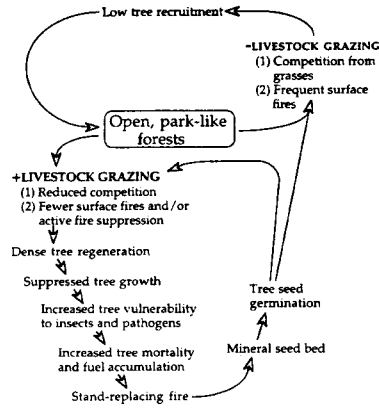 Low tree recruitment
-LIVESTOCK GRAZING
(1) Competition from
grasses
(2) Frequent surface
fires
Open, park-like
forests
+LIVESTOCK GRAZING
(1) Reduced competition
(2) Fewer surface fires and/or
active fire suppression
Dense tree regeneration
Suppressed tree growth
Increased tree vulnerability
to insects and pathogens
Increased tree mortality
and fuel accumulation
Stand-replacing fire
Tree seed
germination
Mineral seed bed